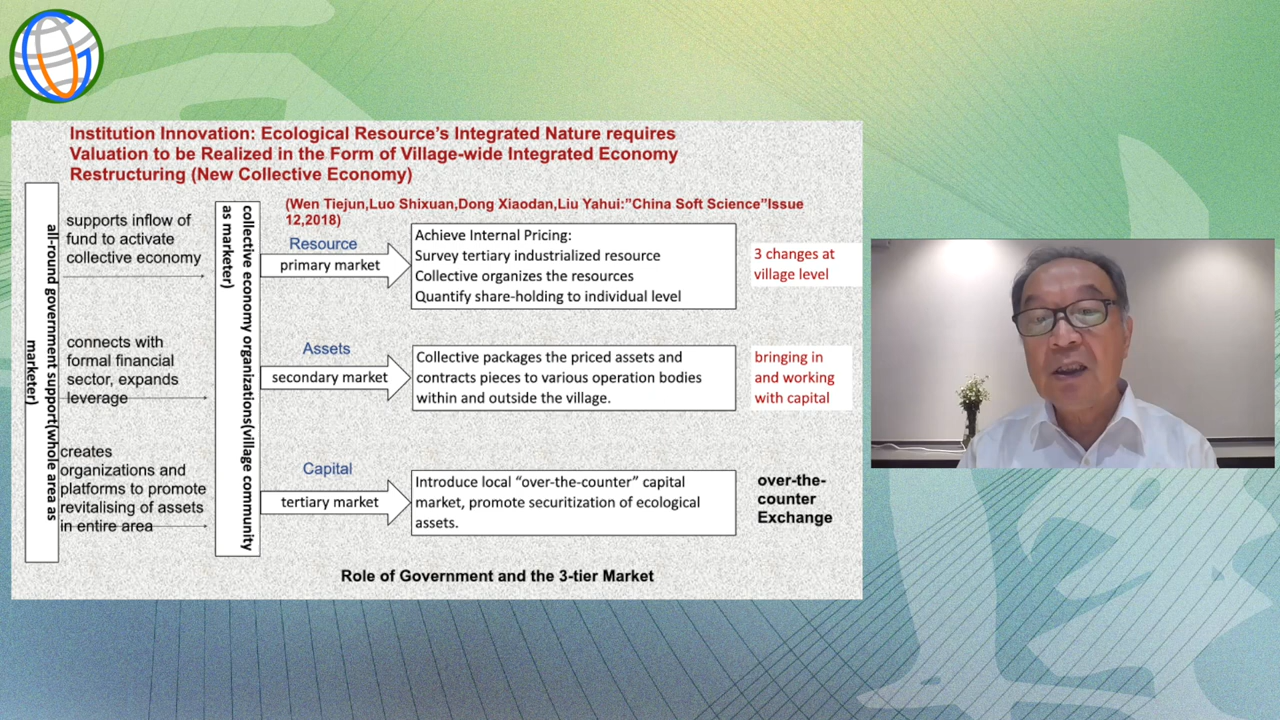 Institution Innovation: Ecological Resource's Integrated Nature requires
Valuation to be Realized in the Form of Village-wide Integrated Economy
Restructuring (New Collective Economy)
(Wen Tiejun,Luo Shixuan,Dong Xiaodan,Liu Yahui:"China Soft Science"Issue
12,2018)
all-round government support(whole area as
marketer)
supports inflow of
fund to activate
collective economy
connects with
formal financial
sector, expands
leverage
creates
organizations and
platforms to promote
revitalising of assets
in entire area
collective economy organizations(village community
as marketer)
Resource
primary market
Achieve Internal Pricing:
Survey tertiary industrialized resource
Collective organizes the resources
Quantify share-holding to individual level
3 changes at
village level
Assets
secondary market
Collective packages the priced assets and
contracts pieces to various operation bodies
within and outside the village.
bringing in
and working
with capital
Capital
tertiary market
Introduce local “over-the-counter” capital
market, promote securitization of ecological
assets.
over-the-
counter
Exchange
Role of Government and the 3-tier Market